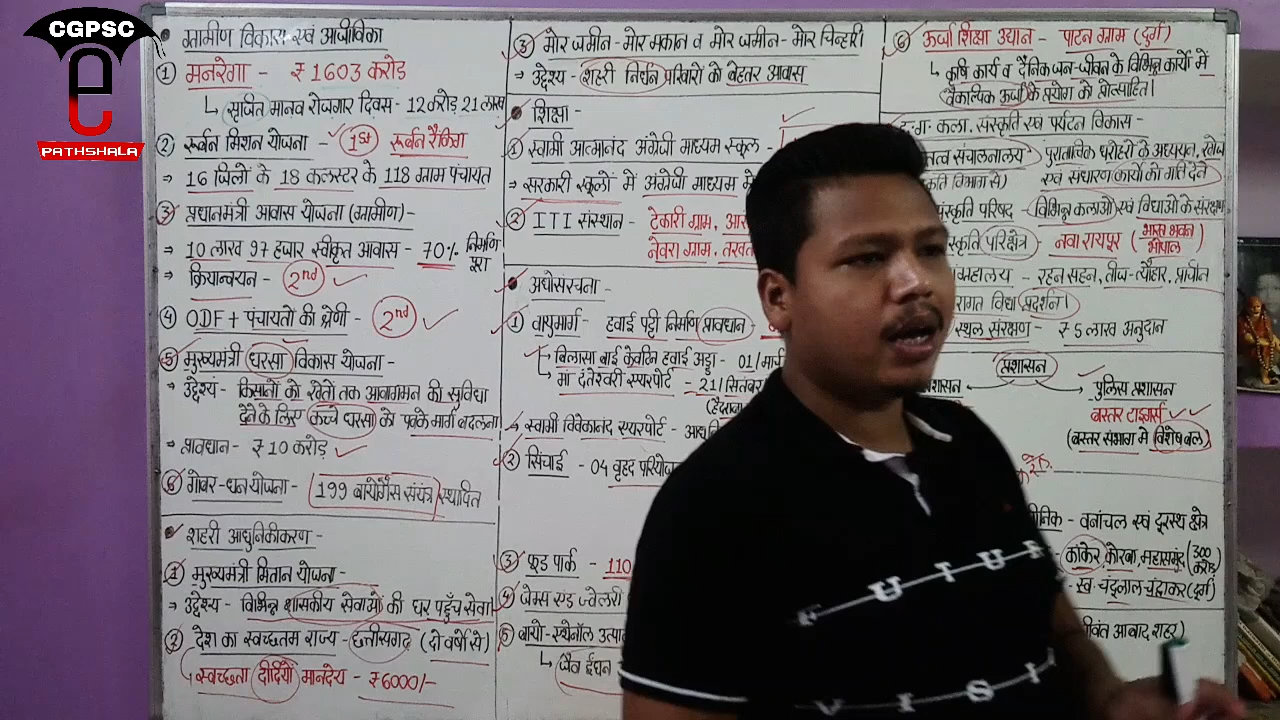 CGPSC
e
PATHSHALA
• ग्रामीण विकास एवं आजीविका
① मनरेगा - ₹1603 करोड़
↳ सृजित मानव रोजगार दिवस - 12 करोड़ 21 लाख
② रूर्बन मिशन योजना - 1st रूर्बन रैंकिंग
→ 16 जिलों के 18 कलस्टर के 118 ग्राम पंचायत
③ प्रधानमंत्री आवास योजना (ग्रामीण) -
→ 10 लाख 97 हजार स्वीकृत आवास - 70% निर्माण पूरा
→ क्रियान्वयन - 2nd
④ ODF+ पंचायतो की श्रेणी - 2nd
⑤ मुख्यमंत्री धरसा विकास योजना -
→ उद्देश्य - किसानों को खेतों तक आवागमन की सुविधा
देने के लिए कच्चे धरसा को पक्के मार्ग बदलना
→ प्रावधान - ₹10 करोड़
⑥ गोबर-धन योजना - 199 बायोगैस संयंत्र स्थापित
• शहरी आधुनिकीकरण -
① मुख्यमंत्री मितान योजना -
→ उद्देश्य - विभिन्न शासकीय सेवाओं की घर पहुँच सेवा
② देश का स्वच्छतम राज्य - छत्तीसगढ़ (दो वर्षो से)
स्वच्छता दीदियों मानदेय - ₹6000/-
③ मोर जमीन-मोर मकान व मोर जमीन-मोर चिन्हारी
→ उद्देश्य - शहरी निर्धन परिवारों को बेहतर आवास
• शिक्षा -
① स्वामी आत्मानंद अंग्रेजी माध्यम स्कूल -
→ सरकारी स्कूलों में अंग्रेजी माध्यम में
② ITI संस्थान - टेकारी ग्राम,
नेवरा ग्राम,
• अधोसंरचना -
① वायुमार्ग - हवाई पट्टी निर्माण प्रावधान -
→ बिलासा बाई केवटिन हवाई अड्डा - 01/मार्च
→ मां दंतेश्वरी एयरपोर्ट - 21/सितंबर
→ स्वामी विवेकानंद एयरपोर्ट -
② सिंचाई - 04 वृहद
③ फूड पार्क - 110
④ जेम्स एण्ड ज्वेलरी
⑤ बायो-एथेनॉल
↳ जैव ईंधन
⑥ ऊर्जा शिक्षा उद्यान - पाटन ग्राम (दुर्ग)
↳ कृषि कार्य व दैनिक जन-जीवन के विभिन्न कार्यो में
वैकल्पिक ऊर्जा के प्रयोग को प्रोत्साहित।
छ.ग. कला, संस्कृति एवं पर्यटन विकास -
संचालनालय पुरातात्विक धरोहरों के अध्ययन, खोज
एवं संधारण कार्यो को गति देने
संस्कृति परिषद - विभिन्न कलाओं एवं विद्याओं के संरक्षण
परिक्षेत्र - नवा रायपुर (भारत भवन भोपाल)
रहन सहन, तीज-त्यौहार, प्राचीन
प्रदर्शन।
स्थल संरक्षण - ₹5 लाख अनुदान
प्रशासन
पुलिस प्रशासन
बस्तर टाइगर्स
(बस्तर संभाग में विशेष बल)
वनांचल एवं दूरस्थ क्षेत्र
कांकेर, कोरबा, महासमुंद (300 करोड़)
स्व. चंदूलाल चंद्राकर (दुर्ग)
FUTUR
VISI